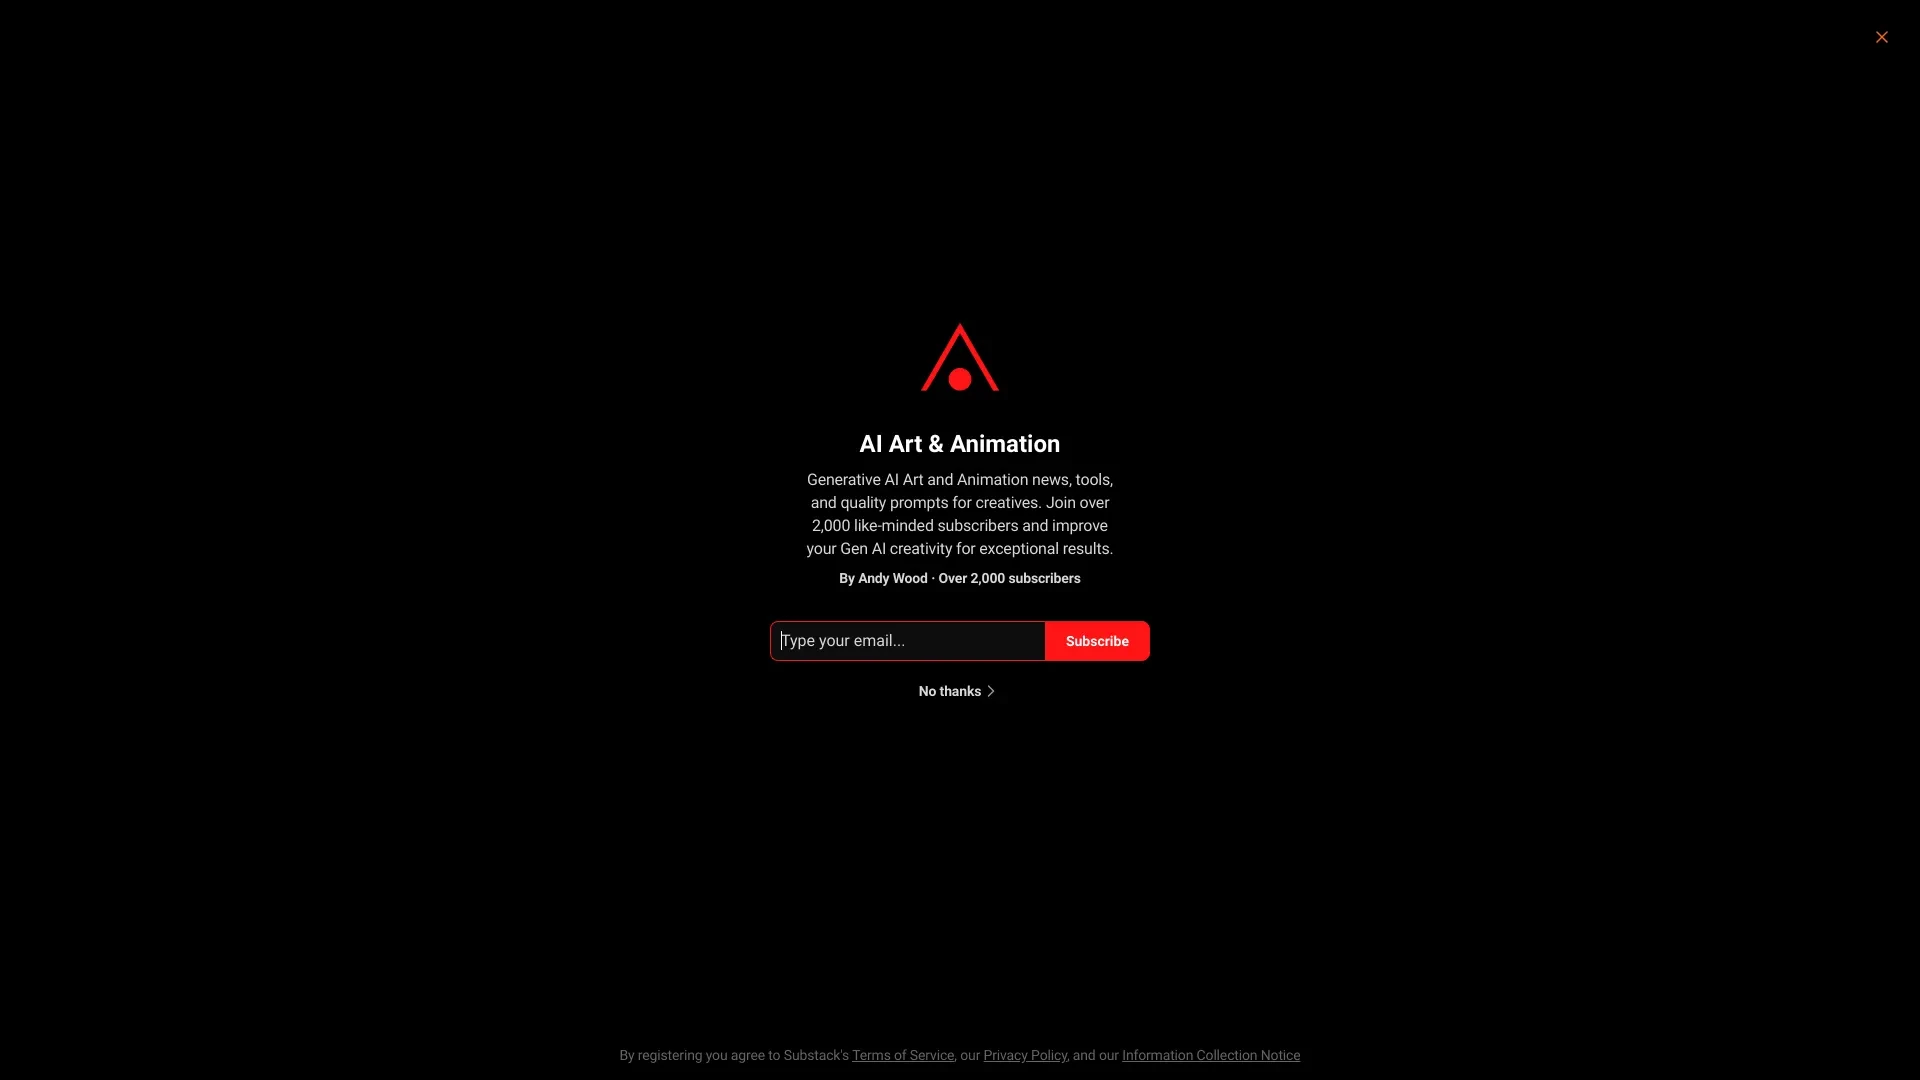 AI Art & Animation
Generative AI Art and Animation news, tools,
and quality prompts for creatives. Join over
2,000 like-minded subscribers and improve
your Gen AI creativity for exceptional results.
By Andy Wood · Over 2,000 subscribers
Type your email...
Subscribe
No thanks
By registering you agree to Substack's Terms of Service, our Privacy Policy, and our Information Collection Notice